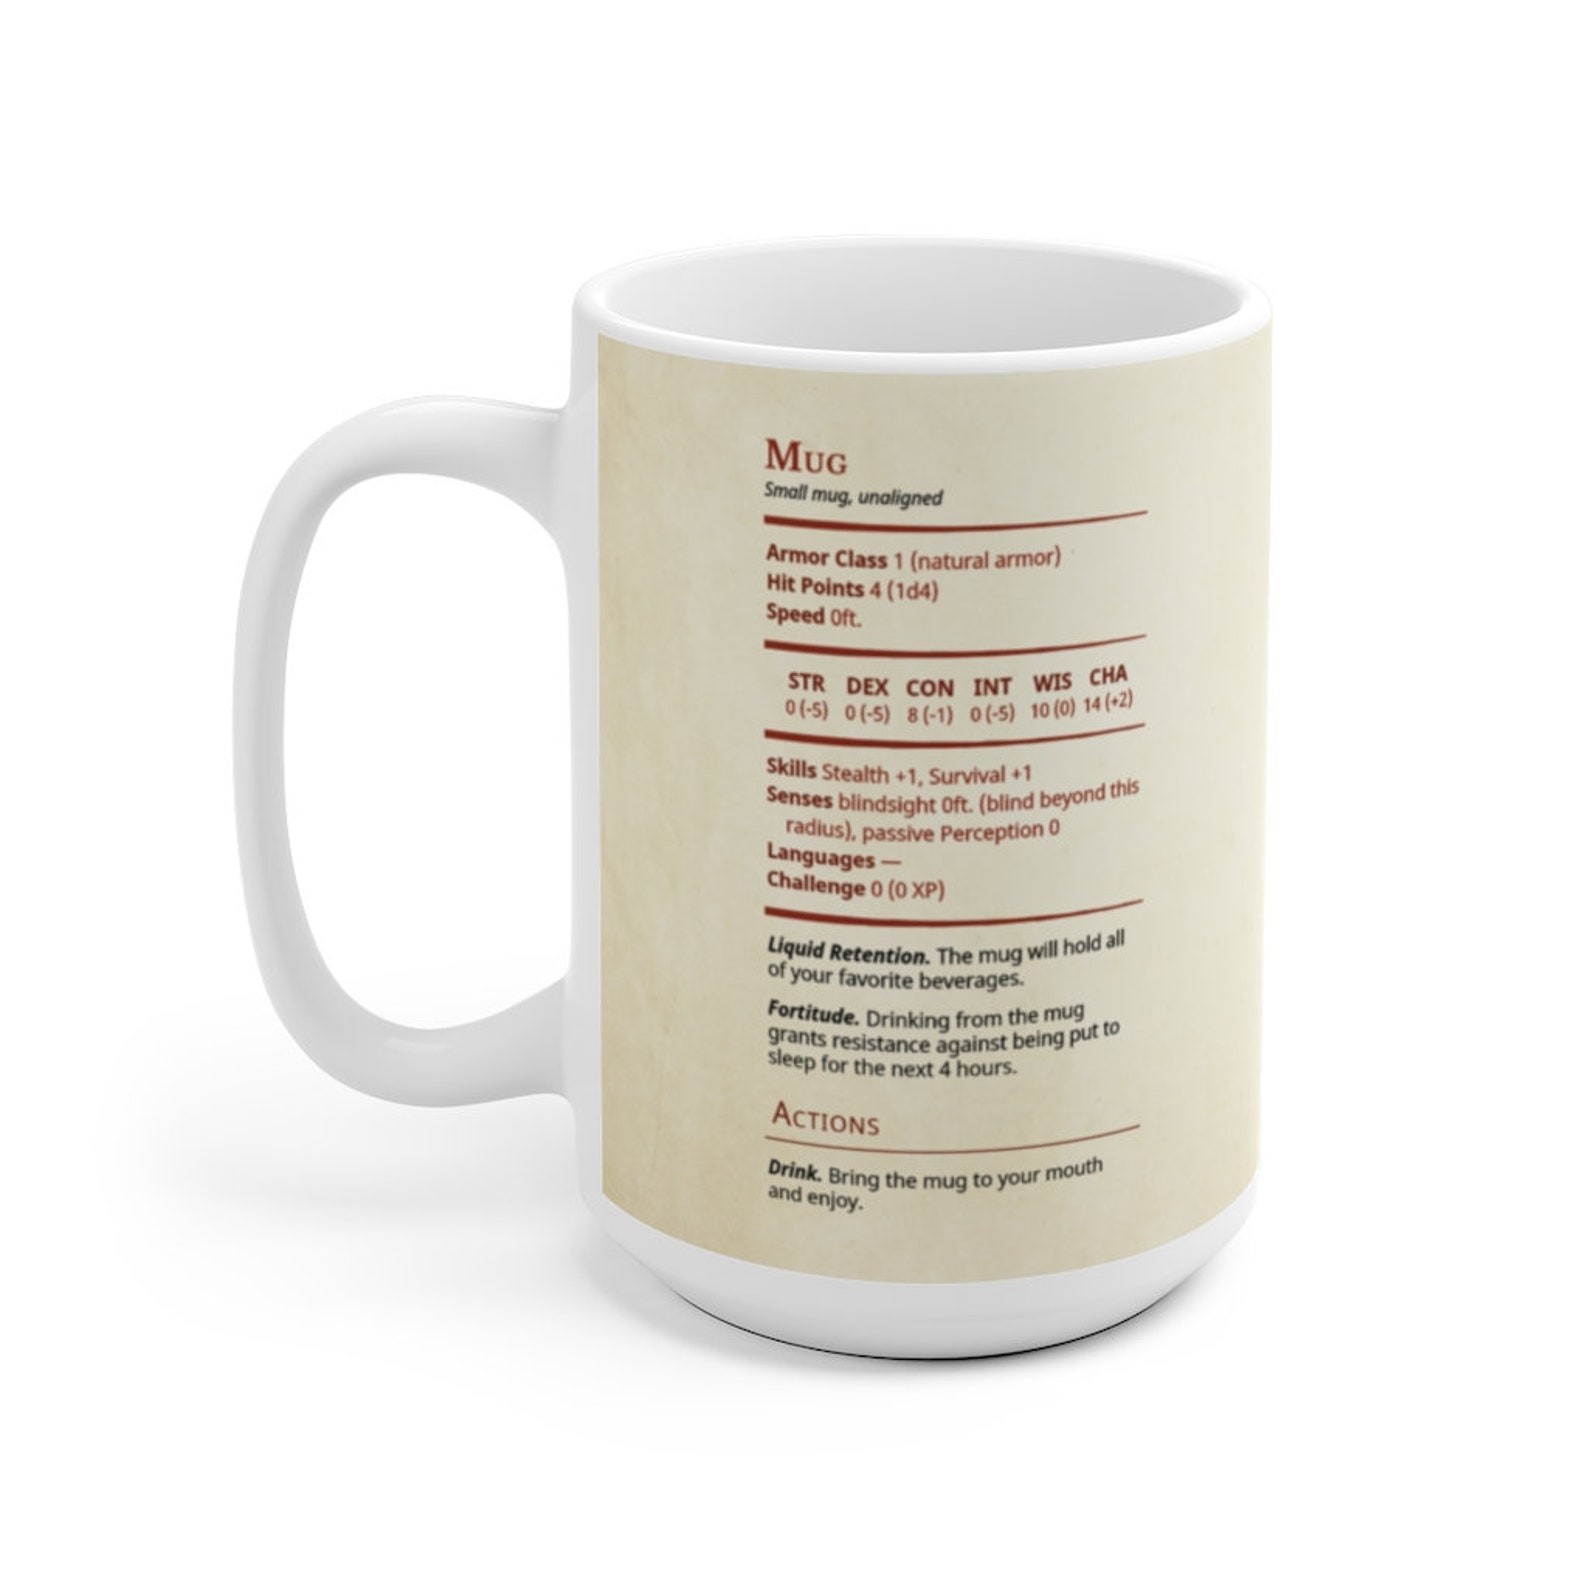 Mug
Small mug, unaligned
Armor Class 1 (natural armor)
Hit Points 4 (1d4)
Speed 0ft.
STR DEX CON INT WIS CHA
0 (-5) 0 (-5) 8 (-1) 0 (-5) 10 (0) 14 (+2)
Skills Stealth +1, Survival +1
Senses blindsight 0ft. (blind beyond this
radius), passive Perception 0
Languages —
Challenge 0 (0 XP)
Liquid Retention. The mug will hold all
of your favorite beverages.
Fortitude. Drinking from the mug
grants resistance against being put to
sleep for the next 4 hours.
Actions
Drink. Bring the mug to your mouth
and enjoy.